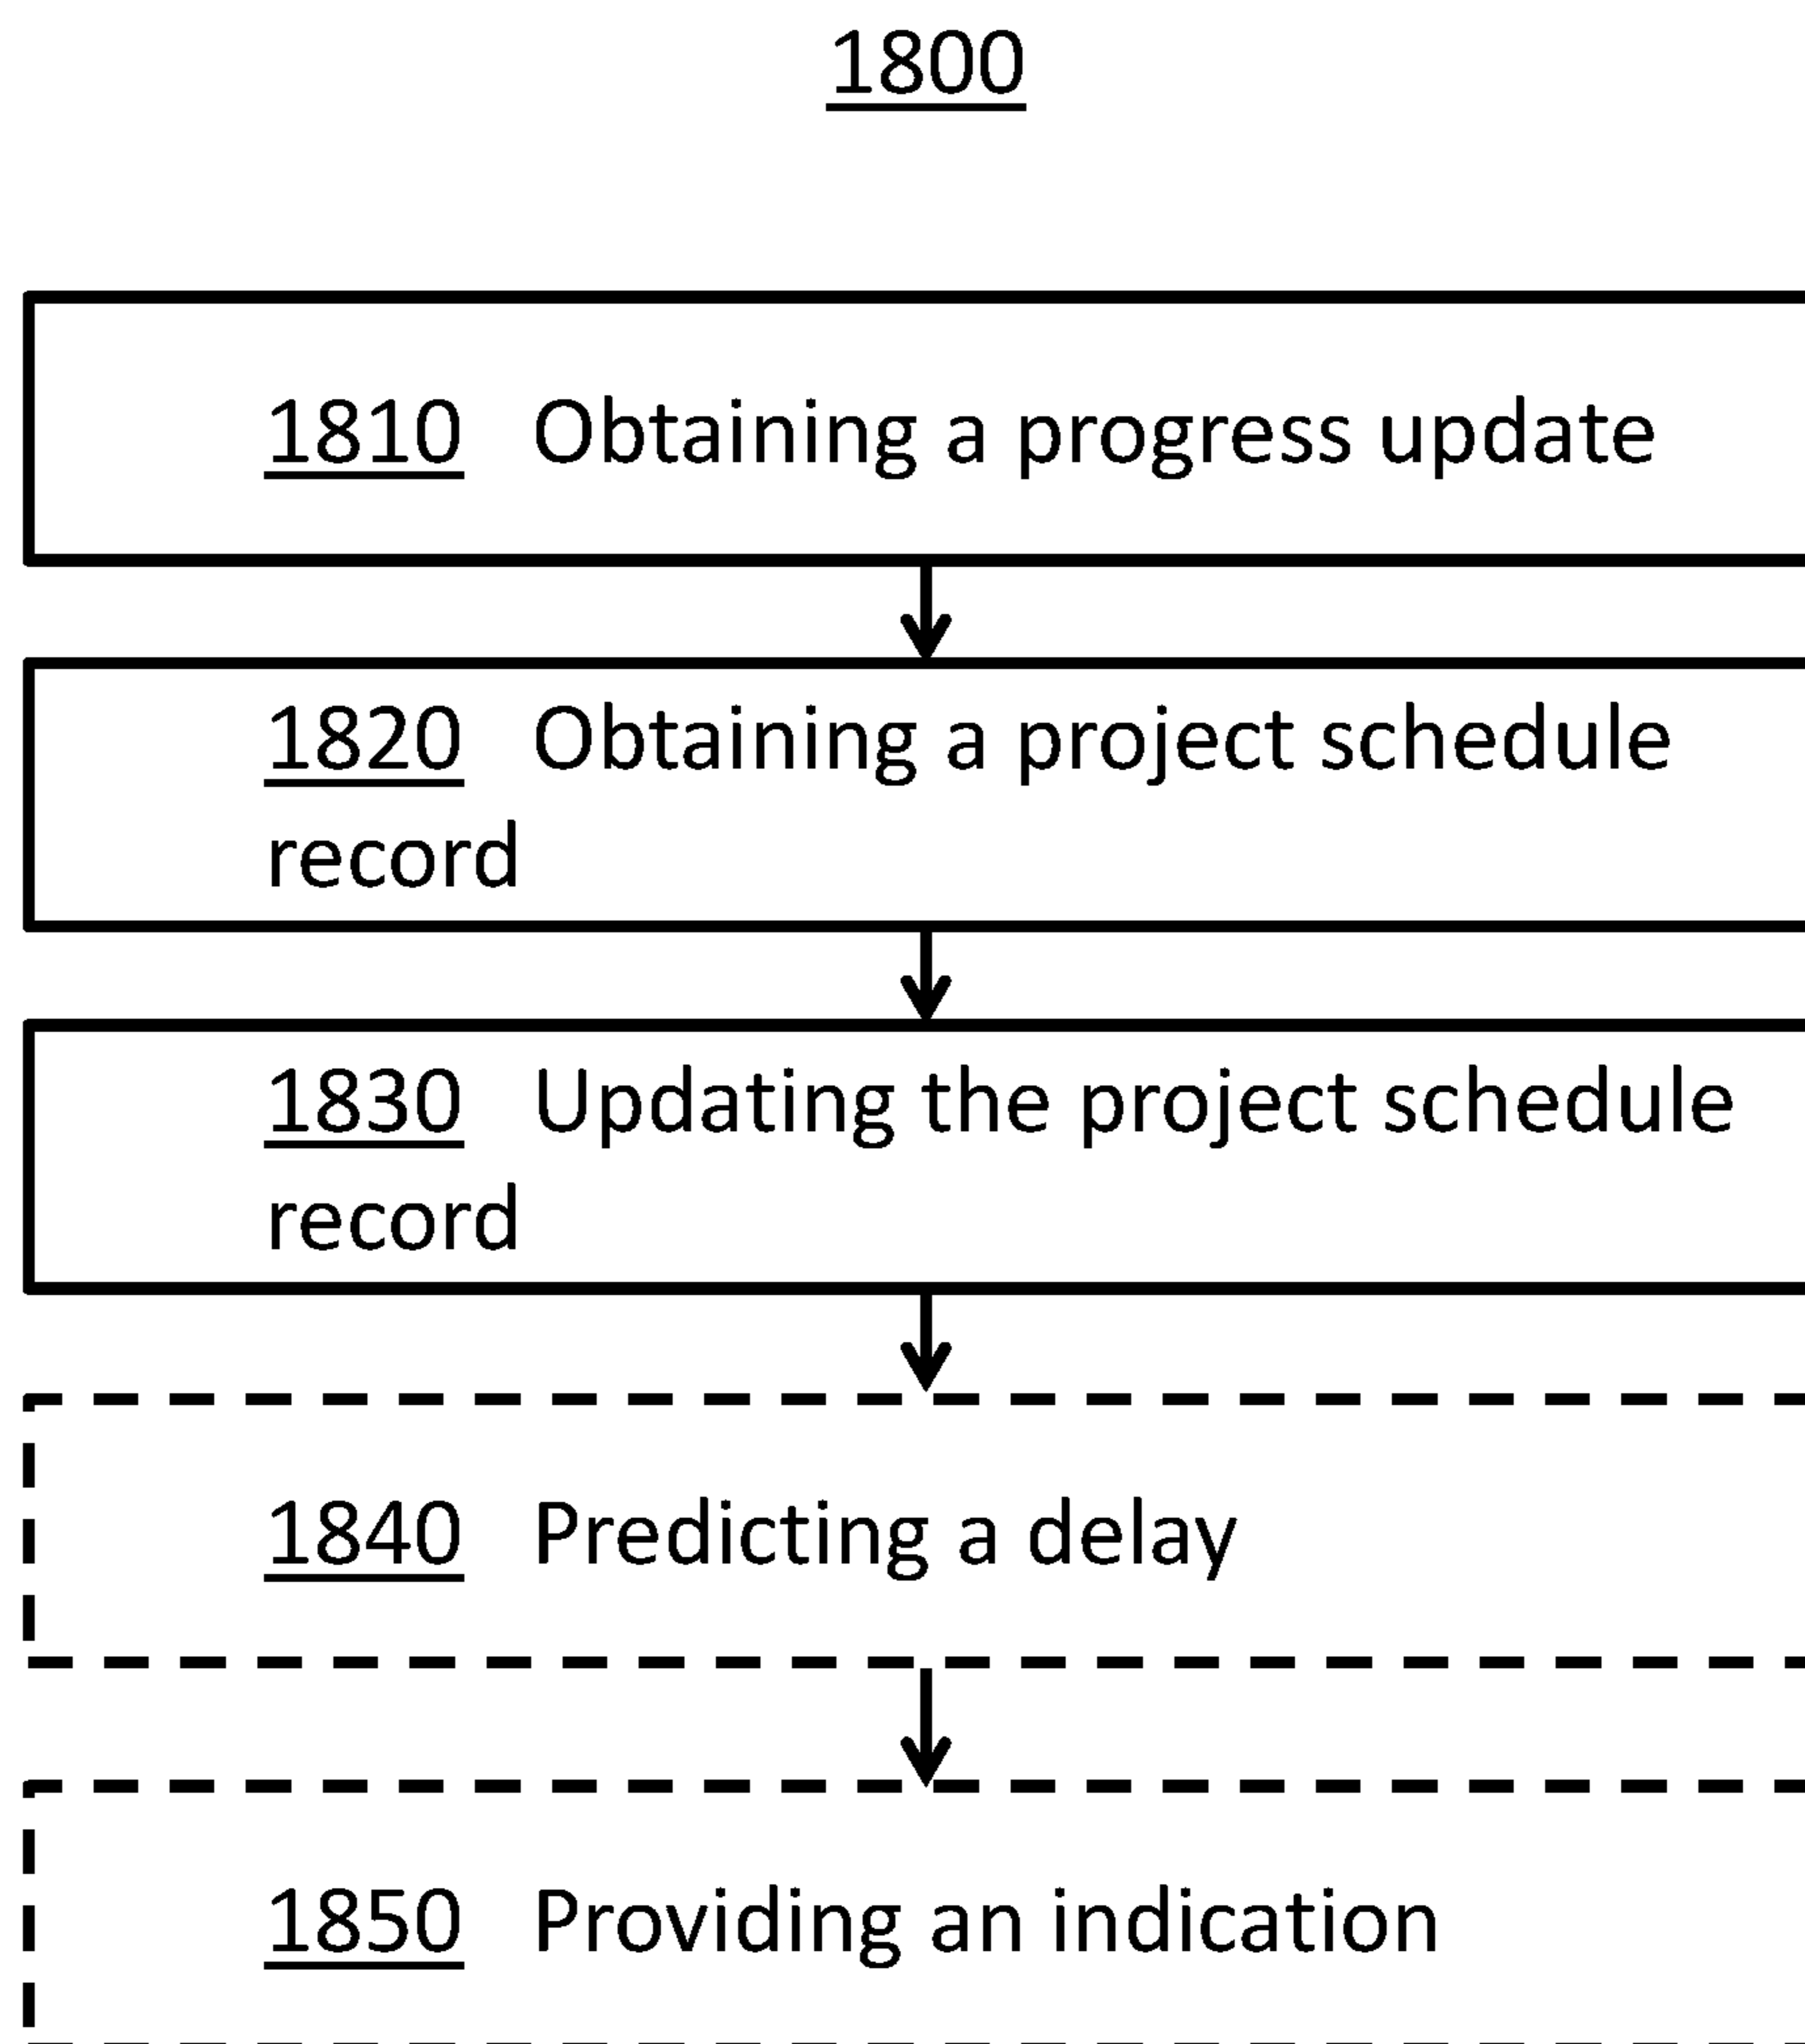 1800
1810 Obtaining a progress update
1820 Obtaining a project schedule
record
1830 Updating the project schedule
record
1840 Predicting a delay
1850 Providing an indication